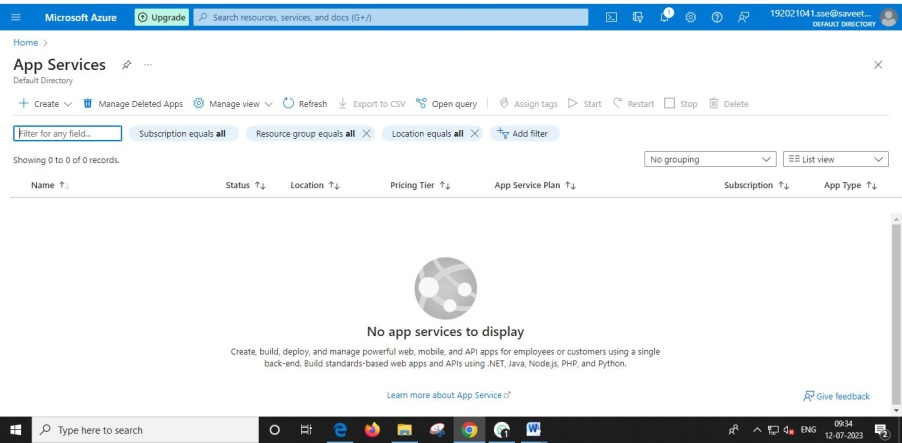 Microsoft Azure
Upgrade
Search resources, services, and docs (G+/)
1
192021041.sse@saveet...
DEFAULT DIRECTORY
Home >
App Services
Default Directory
Create
Manage Deleted Apps
Manage view
Refresh
Export to CSV
Open query
Assign tags
Start
Restart
Stop
Delete
Filter for any field...
Subscription equals all
Resource group equals all
Location equals all
Add filter
Showing 0 to 0 of 0 records.
No grouping
List view
Name
Status
Location
Pricing Tier
App Service Plan
Subscription
App Type
No app services to display
Create, build, deploy, and manage powerful web, mobile, and API apps for employees or customers using a single
back-end. Build standards-based web apps and APIs using .NET, Java, Node.js, PHP, and Python.
Learn more about App Service
Give feedback
Type here to search
ENG
09:34
12-07-2023
2